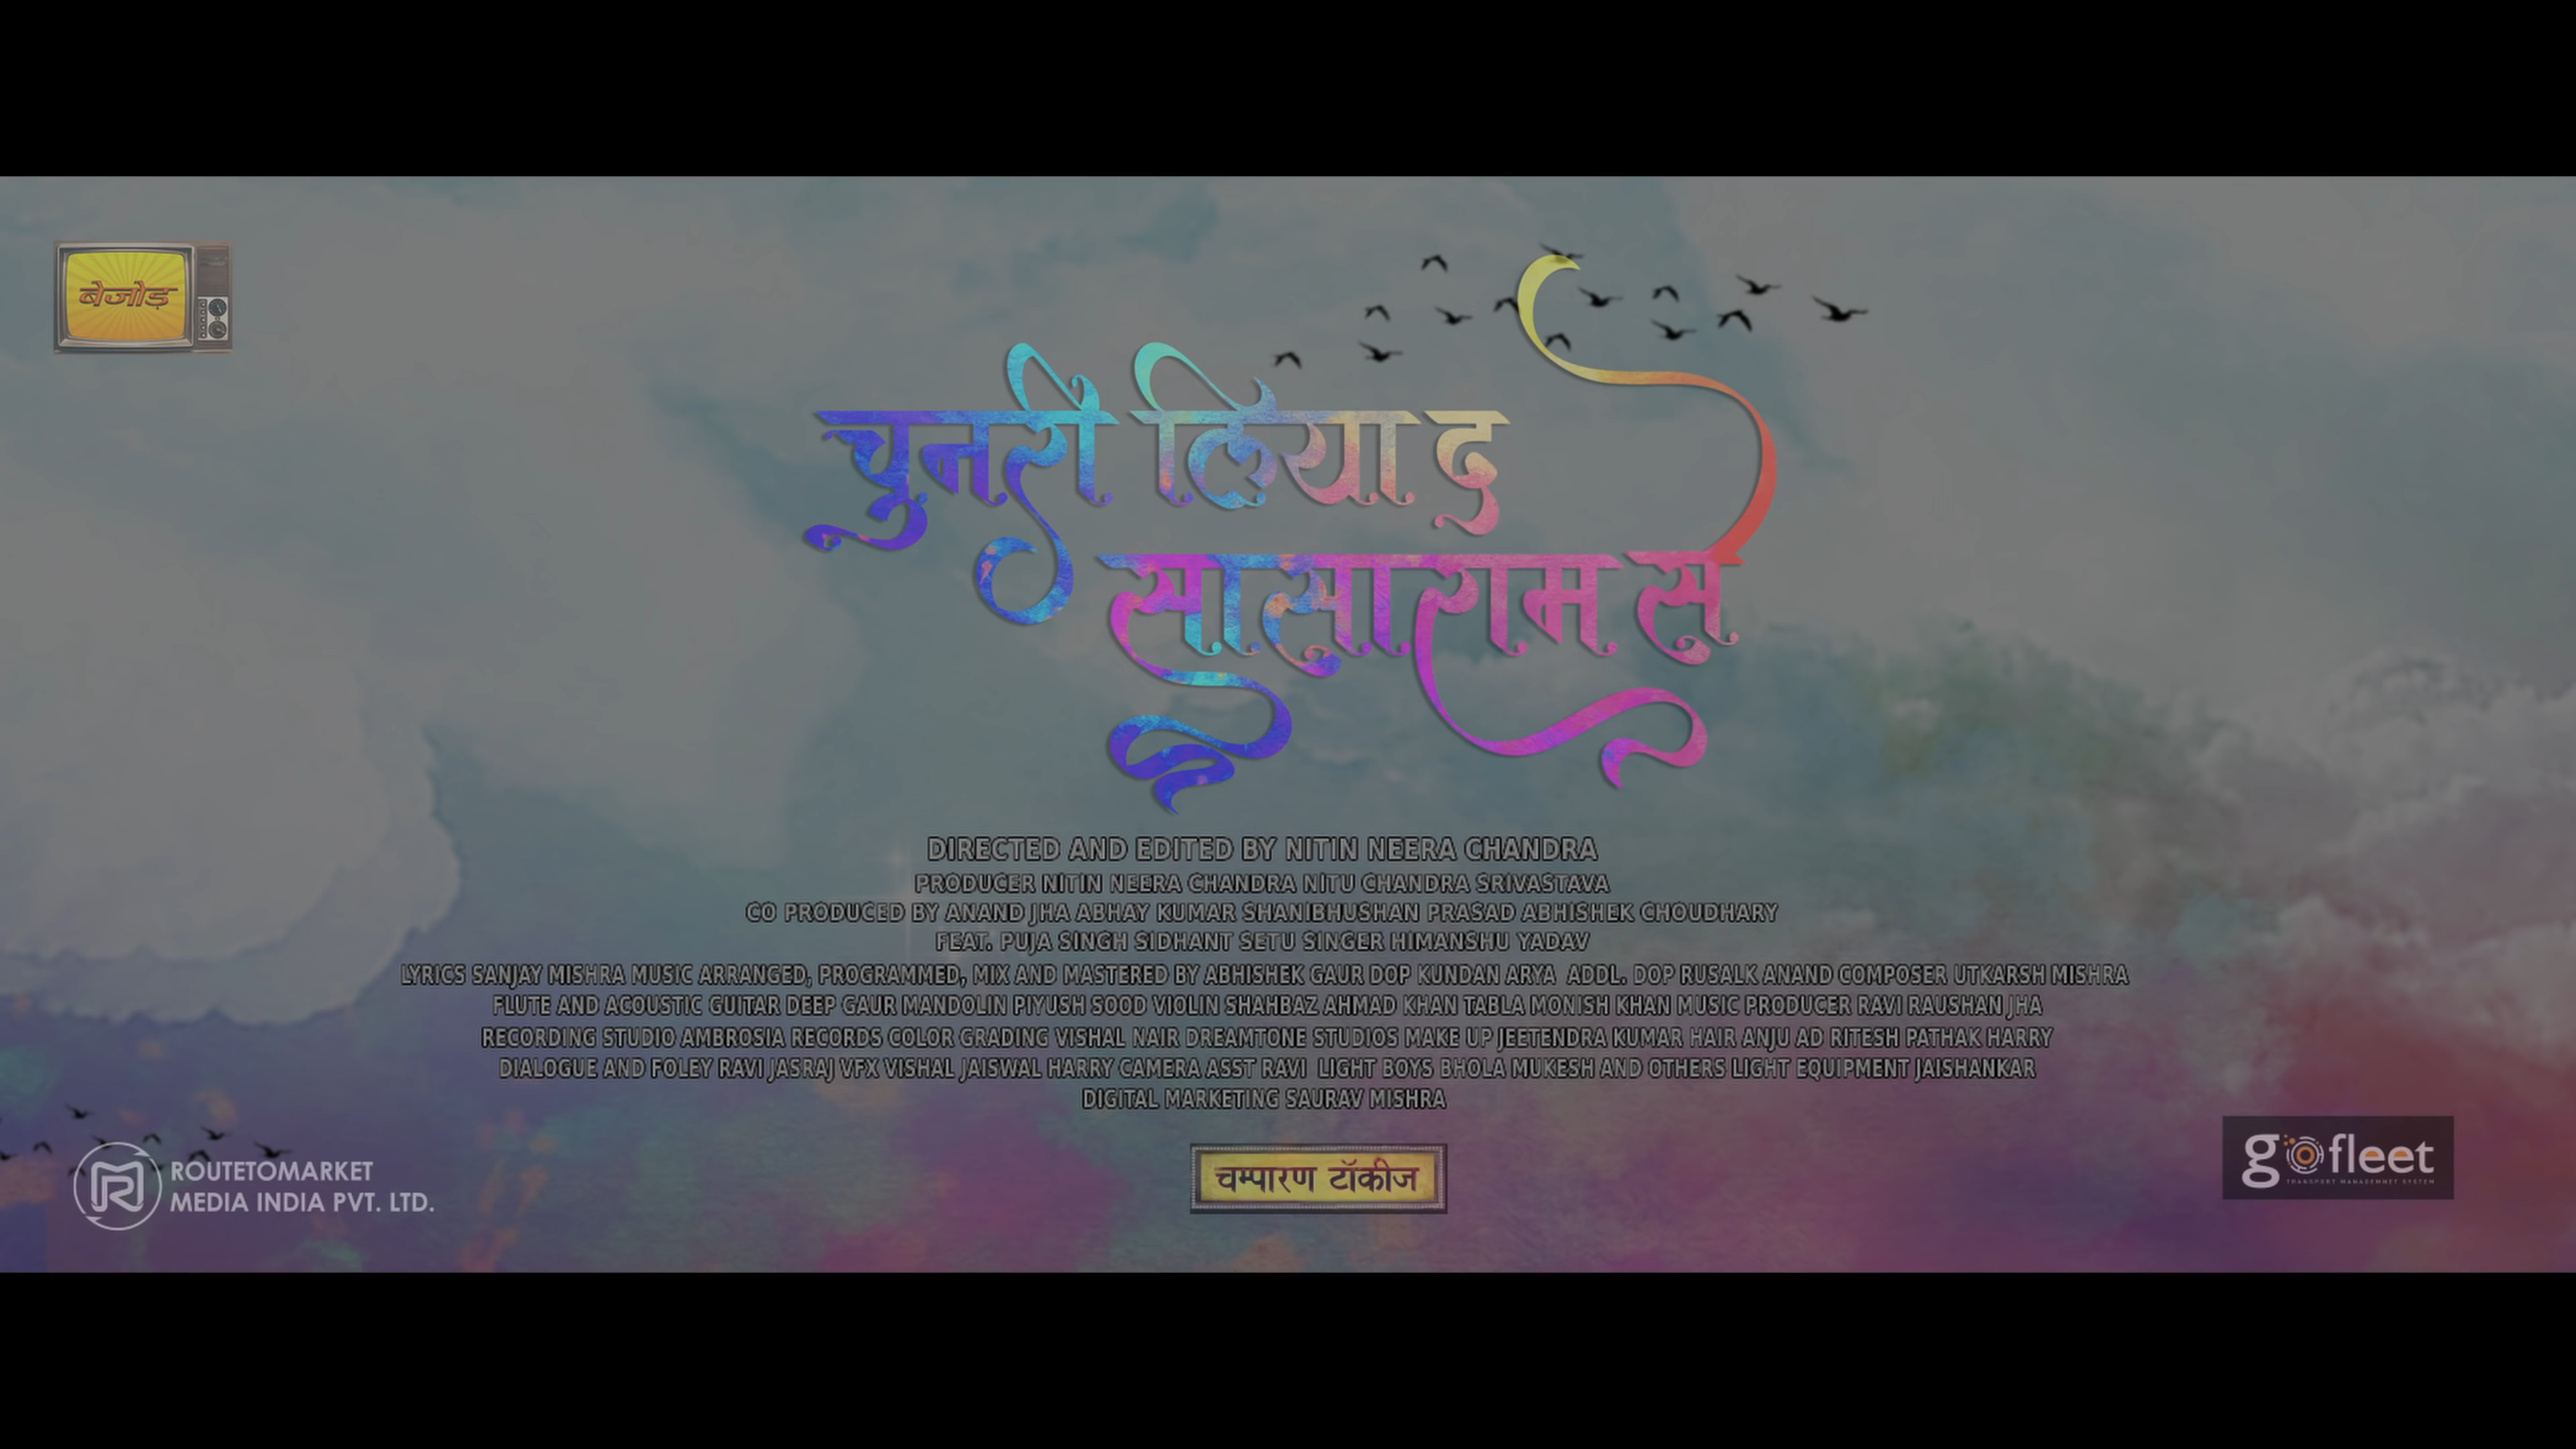 बेजोड़
चुनरी लिया द
सासाराम से
DIRECTED AND EDITED BY NITIN NEERA CHANDRA
PRODUCER NITIN NEERA CHANDRA NITU CHANDRA SRIVASTAVA
CO PRODUCED BY ANAND JHA ABHAY KUMAR SHANIBHUSHAN PRASAD ABHISHEK CHOUDHARY
FEAT. PUJA SINGH SIDHANT SETU SINGER HIMANSHU YADAV
LYRICS SANJAY MISHRA MUSIC ARRANGED, PROGRAMMED, MIX AND MASTERED BY ABHISHEK GAUR DOP KUNDAN ARYA ADDL. DOP RUSALK ANAND COMPOSER UTKARSH MISHRA
FLUTE AND ACOUSTIC GUITAR DEEP GAUR MANDOLIN PIYUSH SOOD VIOLIN SHAHBAZ AHMAD KHAN TABLA MONISH KHAN MUSIC PRODUCER RAVI RAUSHAN JHA
RECORDING STUDIO AMBROSIA RECORDS COLOR GRADING VISHAL NAIR DREAMTONE STUDIOS MAKE UP JEETENDRA KUMAR HAIR ANJU AD RITESH PATHAK HARRY
DIALOGUE AND FOLEY RAVI JASRAJ VFX VISHAL JAISWAL HARRY CAMERA ASST RAVI LIGHT BOYS BHOLA MUKESH AND OTHERS LIGHT EQUIPMENT JAISHANKAR
DIGITAL MARKETING SAURAV MISHRA
ROUTETOMARKET
MEDIA INDIA PVT. LTD.
चम्पारण टॉकीज
gofleet
TRANSPORT MANAGEMNET SYSTEM